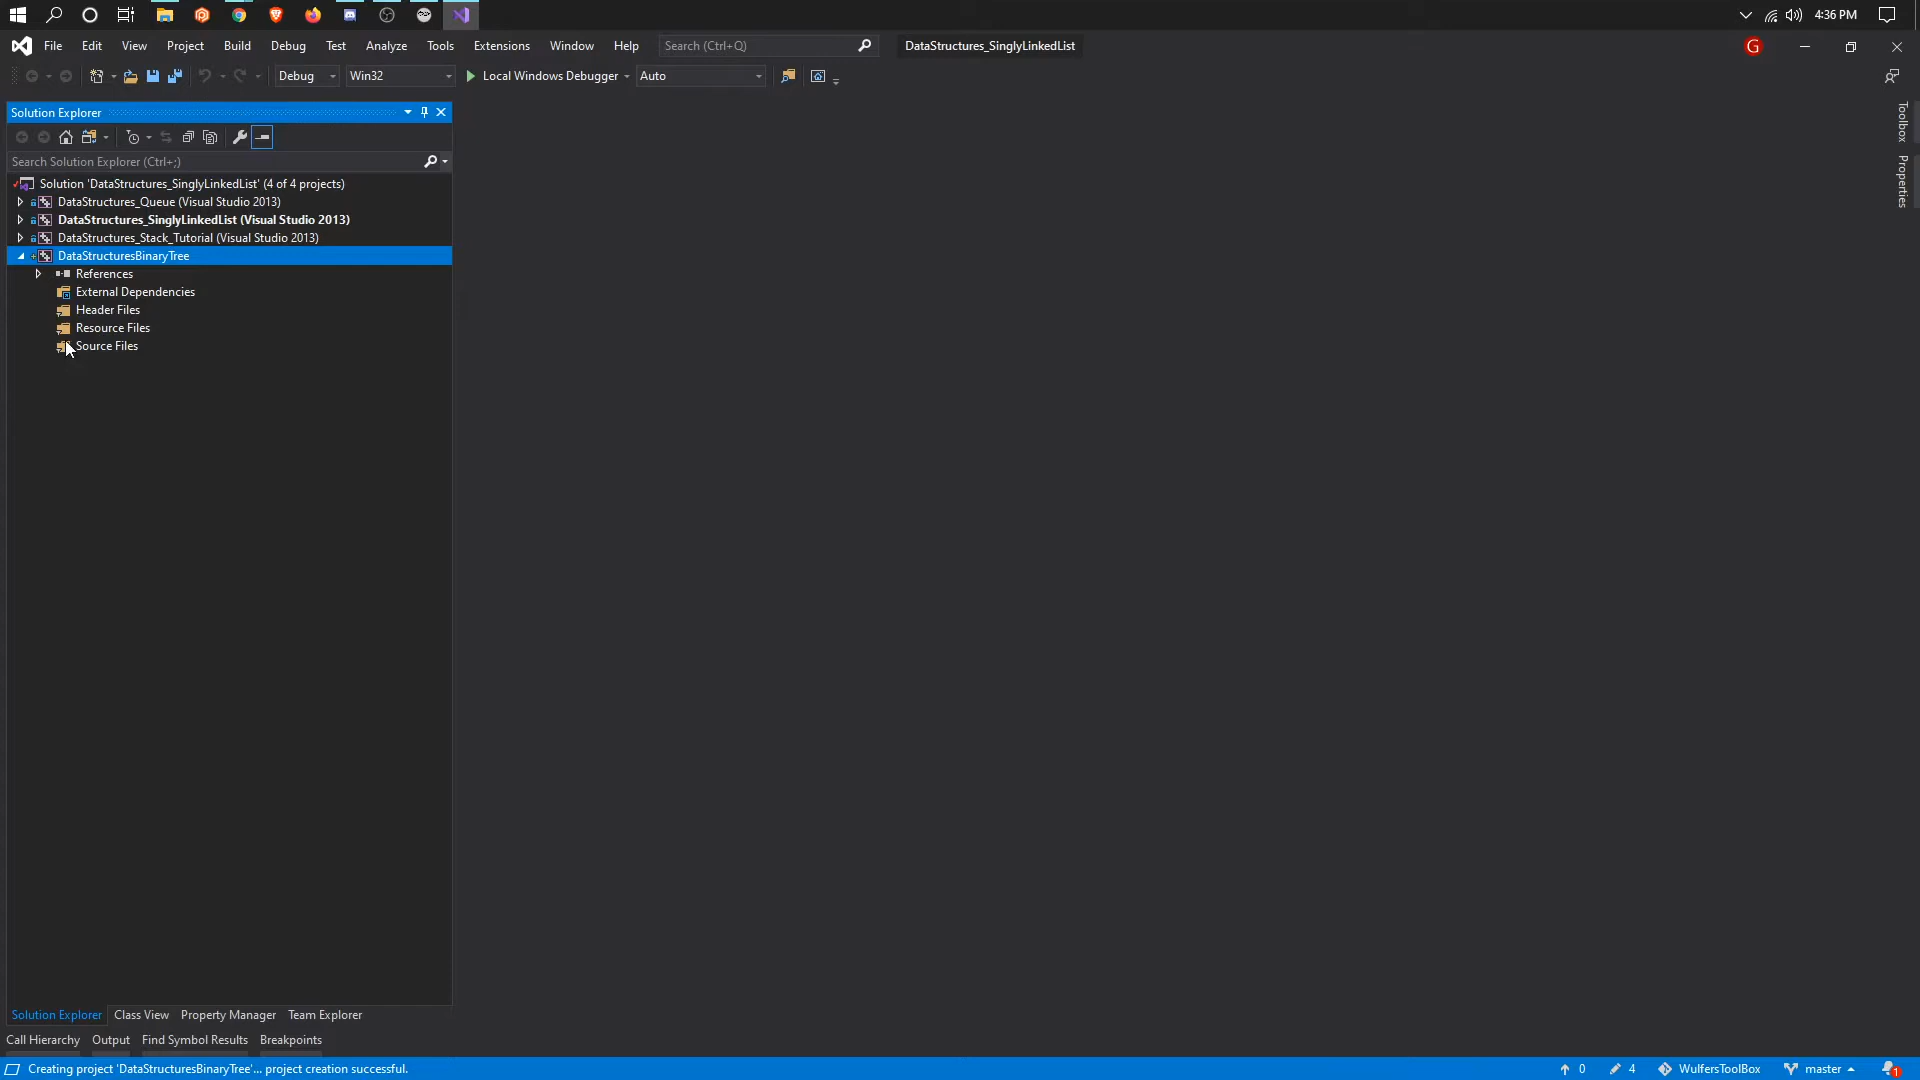 4:36 PM
File Edit View Project Build Debug Test Analyze Tools Extensions Window Help Search (Ctrl+Q) DataStructures_SinglyLinkedList G
Debug Win32 Local Windows Debugger Auto
Solution Explorer
Search Solution Explorer (Ctrl+;)
Solution 'DataStructures_SinglyLinkedList' (4 of 4 projects)
DataStructures_Queue (Visual Studio 2013)
DataStructures_SinglyLinkedList (Visual Studio 2013)
DataStructures_Stack_Tutorial (Visual Studio 2013)
DataStructuresBinaryTree
References
External Dependencies
Header Files
Resource Files
Source Files
Toolbox
Properties
Solution Explorer Class View Property Manager Team Explorer
Call Hierarchy Output Find Symbol Results Breakpoints
Creating project 'DataStructuresBinaryTree'... project creation successful. 0 4 WulfersToolBox master 1